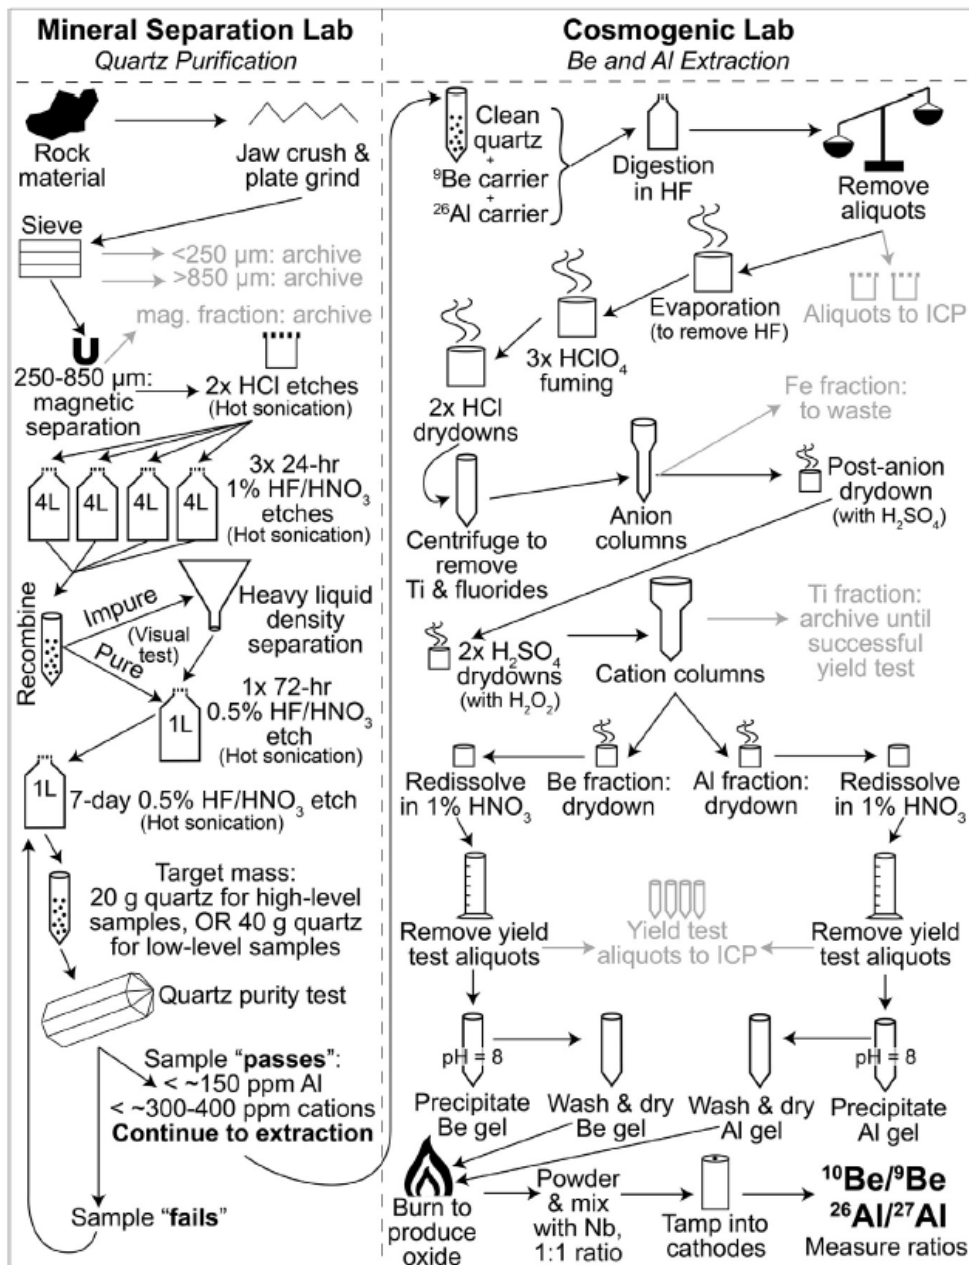 Mineral Separation Lab
Quartz Purification
Rock
material
Jaw crush &
plate grind
Sieve
<250 μm: archive
>850 μm: archive
mag. fraction: archive
250-850 μm:
magnetic
separation
2x HCl etches
(Hot sonication)
4L
4L
4L
4L
3x 24-hr
1% HF/HNO₃
etches
(Hot sonication)
Recombine
Impure
(Visual
test)
Pure
Heavy liquid
density
separation
1L
1x 72-hr
0.5% HF/HNO₃
etch
(Hot sonication)
1L
7-day 0.5% HF/HNO₃ etch
(Hot sonication)
Target mass:
20 g quartz for high-level
samples, OR 40 g quartz
for low-level samples
Quartz purity test
Sample “passes”:
< ~150 ppm Al
< ~300-400 ppm cations
Continue to extraction
Sample “fails”
Cosmogenic Lab
Be and Al Extraction
Clean
quartz
+
⁹Be carrier
+
²⁶Al carrier
Digestion
in HF
Remove
aliquots
Aliquots to ICP
Evaporation
(to remove HF)
3x HClO₄
fuming
2x HCl
drydowns
Centrifuge to
remove
Ti & fluorides
Anion
columns
Fe fraction:
to waste
Post-anion
drydown
(with H₂SO₄)
2x H₂SO₄
drydowns
(with H₂O₂)
Cation columns
Ti fraction:
archive until
successful
yield test
Redissolve
in 1% HNO₃
Be fraction:
drydown
Al fraction:
drydown
Redissolve
in 1% HNO₃
Remove yield
test aliquots
Yield test
aliquots to ICP
Remove yield
test aliquots
pH = 8
Precipitate
Be gel
Wash & dry
Be gel
Wash & dry
Al gel
pH = 8
Precipitate
Al gel
Burn to
produce
oxide
Powder
& mix
with Nb,
1:1 ratio
Tamp into
cathodes
¹⁰Be/⁹Be
²⁶Al/²⁷Al
Measure ratios